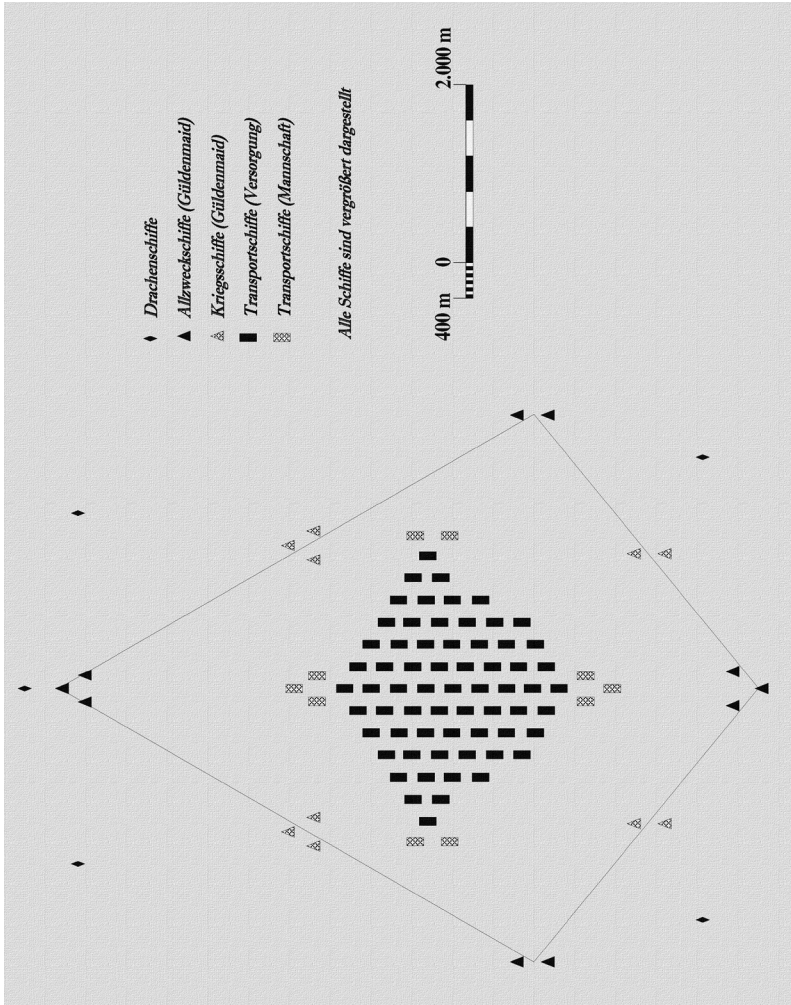 Drachenschiffe
Allzweckschiffe (Güldenmaid)
Kriegsschiffe (Güldenmaid)
Transportschiffe (Versorgung)
Transportschiffe (Mannschaft)
Alle Schiffe sind vergrößert dargestellt
400 m 0 2.000 m